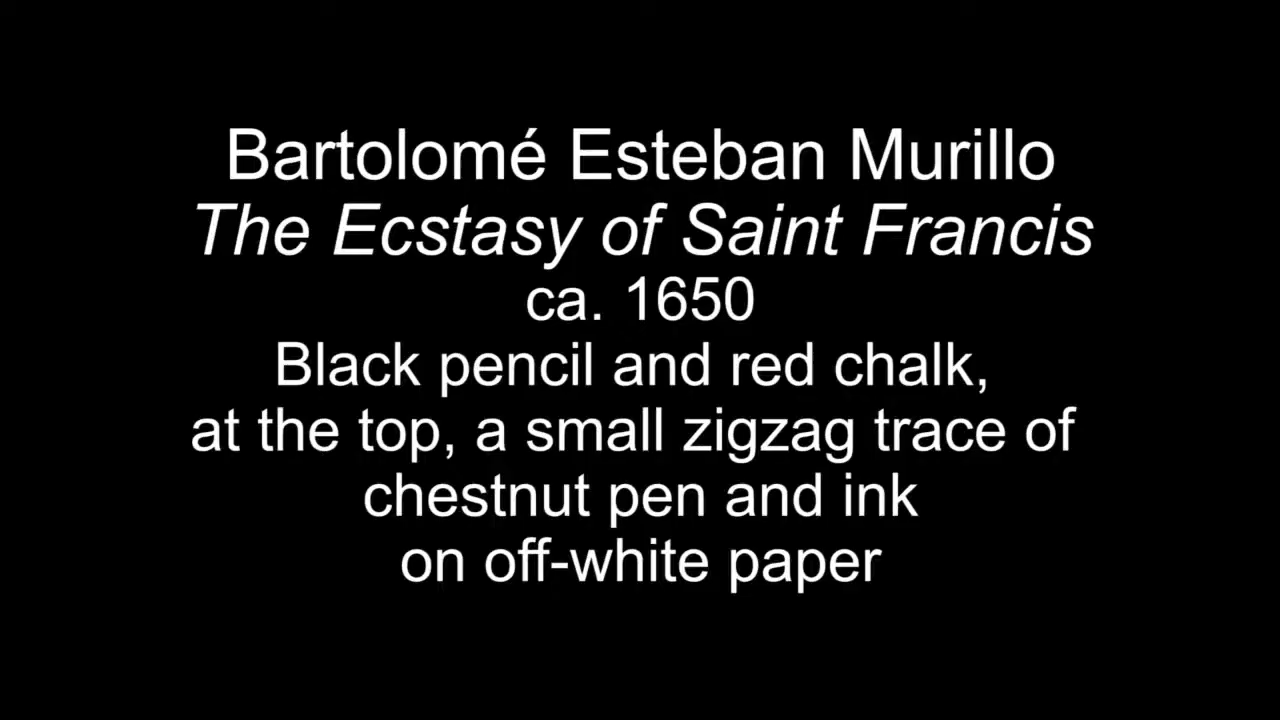 Bartolomé Esteban Murillo
The Ecstasy of Saint Francis
ca. 1650
Black pencil and red chalk,
at the top, a small zigzag trace of
chestnut pen and ink
on off-white paper